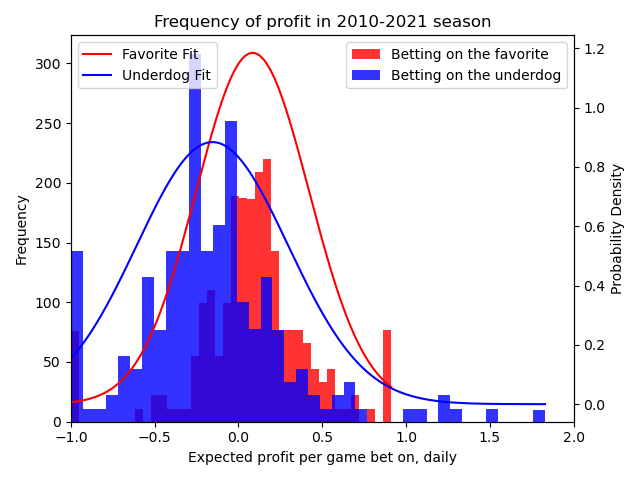 Frequency of profit in 2010-2021 season
Favorite Fit
Underdog Fit
Betting on the favorite
Betting on the underdog
Frequency
300
250
200
150
100
50
0
1.2
1.0
0.8
0.6
0.4
0.2
0.0
Probability Density
−1.0 −0.5 0.0 0.5 1.0 1.5 2.0
Expected profit per game bet on, daily